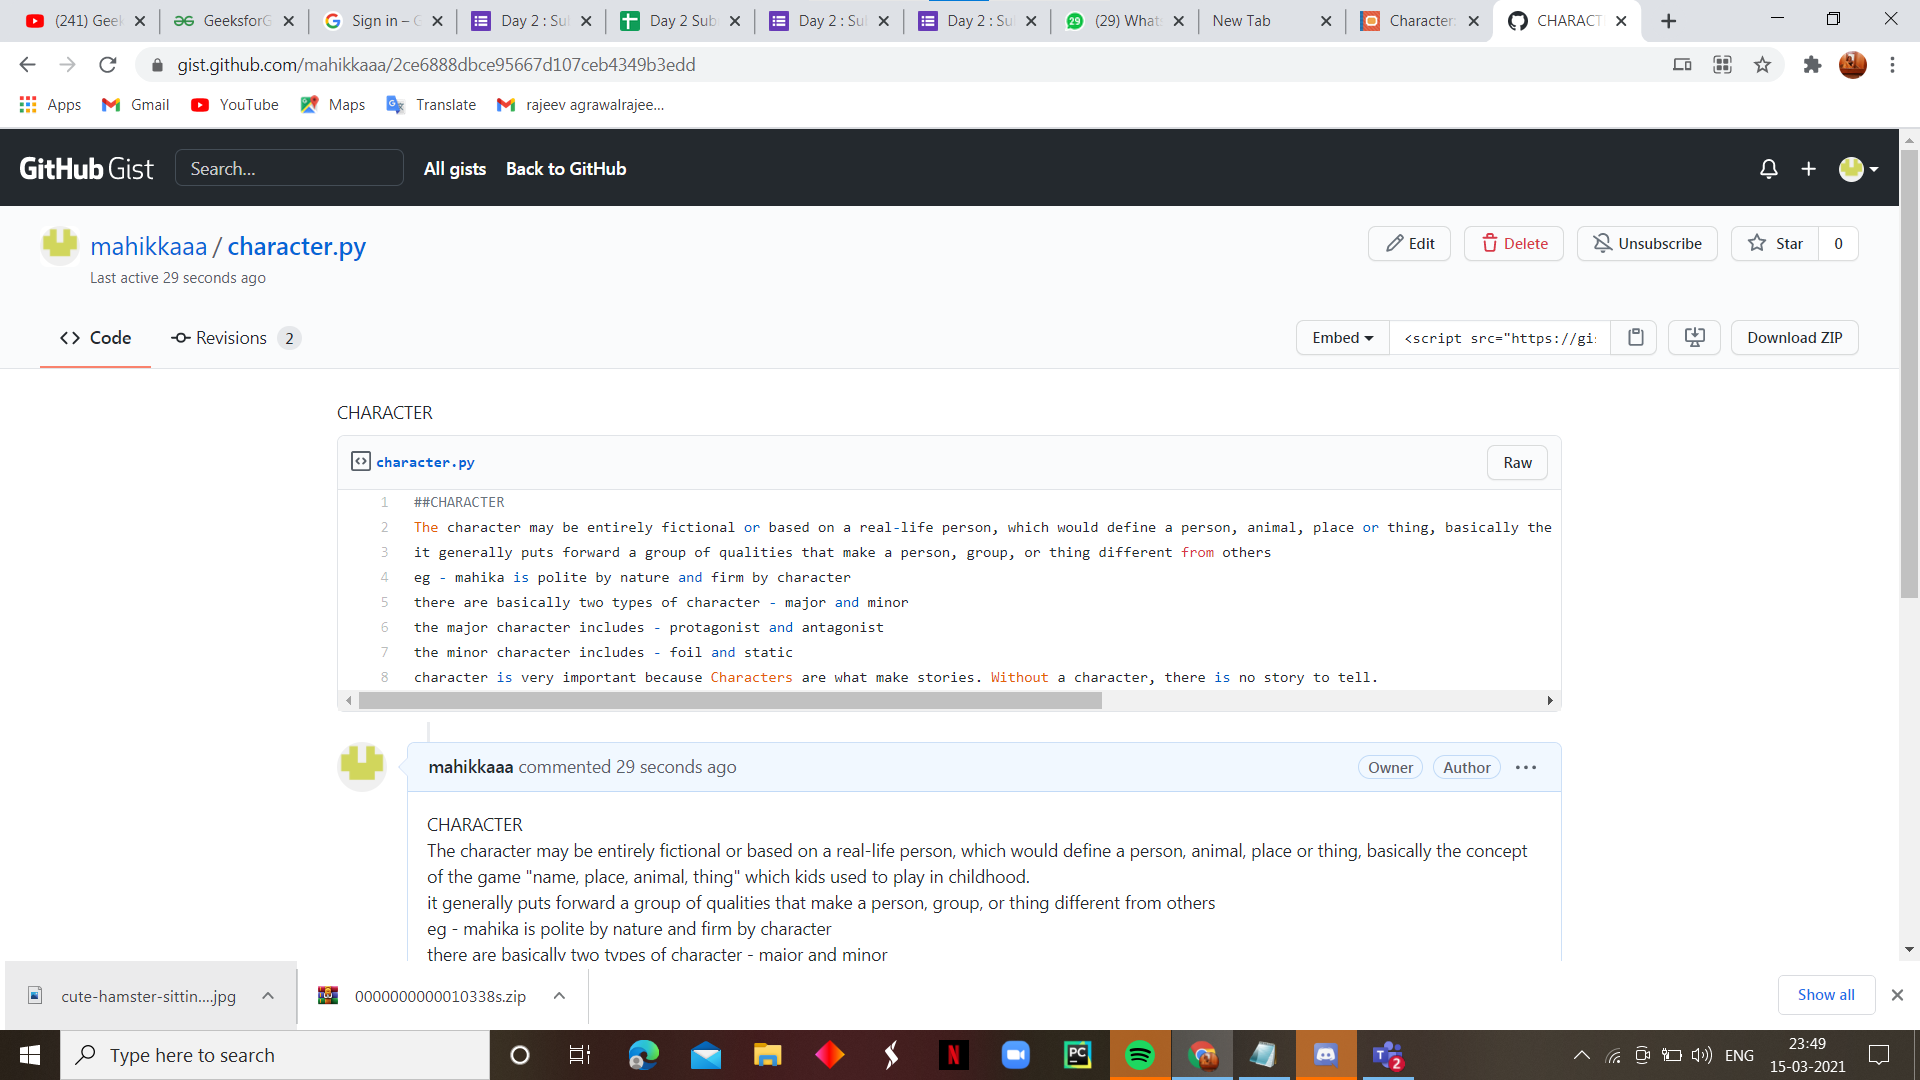 (241) Geek
GeeksforG
Sign in – G
Day 2 : Sul
Day 2 Sub
Day 2 : Sul
Day 2 : Sul
(29) Whats
New Tab
Character
CHARACT
gist.github.com/mahikkaaa/2ce6888dbce95667d107ceb4349b3edd
Apps Gmail YouTube Maps Translate rajeev agrawalrajee...
GitHub Gist Search... All gists Back to GitHub
mahikkaaa / character.py
Edit Delete Unsubscribe Star 0
Last active 29 seconds ago
Code Revisions 2
Embed <script src="https://gi Download ZIP
CHARACTER
character.py Raw
1 ##CHARACTER
2 The character may be entirely fictional or based on a real-life person, which would define a person, animal, place or thing, basically the
3 it generally puts forward a group of qualities that make a person, group, or thing different from others
4 eg - mahika is polite by nature and firm by character
5 there are basically two types of character - major and minor
6 the major character includes - protagonist and antagonist
7 the minor character includes - foil and static
8 character is very important because Characters are what make stories. Without a character, there is no story to tell.
mahikkaaa commented 29 seconds ago Owner Author
CHARACTER
The character may be entirely fictional or based on a real-life person, which would define a person, animal, place or thing, basically the concept
of the game "name, place, animal, thing" which kids used to play in childhood.
it generally puts forward a group of qualities that make a person, group, or thing different from others
eg - mahika is polite by nature and firm by character
there are basically two types of character - major and minor
cute-hamster-sittin....jpg 0000000000010338s.zip Show all
Type here to search
ENG
23:49
15-03-2021